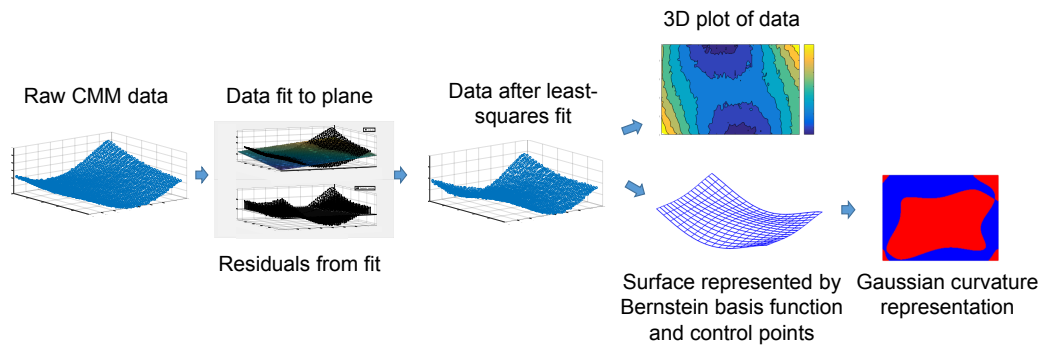 Raw CMM data
Data fit to plane
Residuals from fit
Data after least-
squares fit
3D plot of data
Surface represented by
Bernstein basis function
and control points
Gaussian curvature
representation